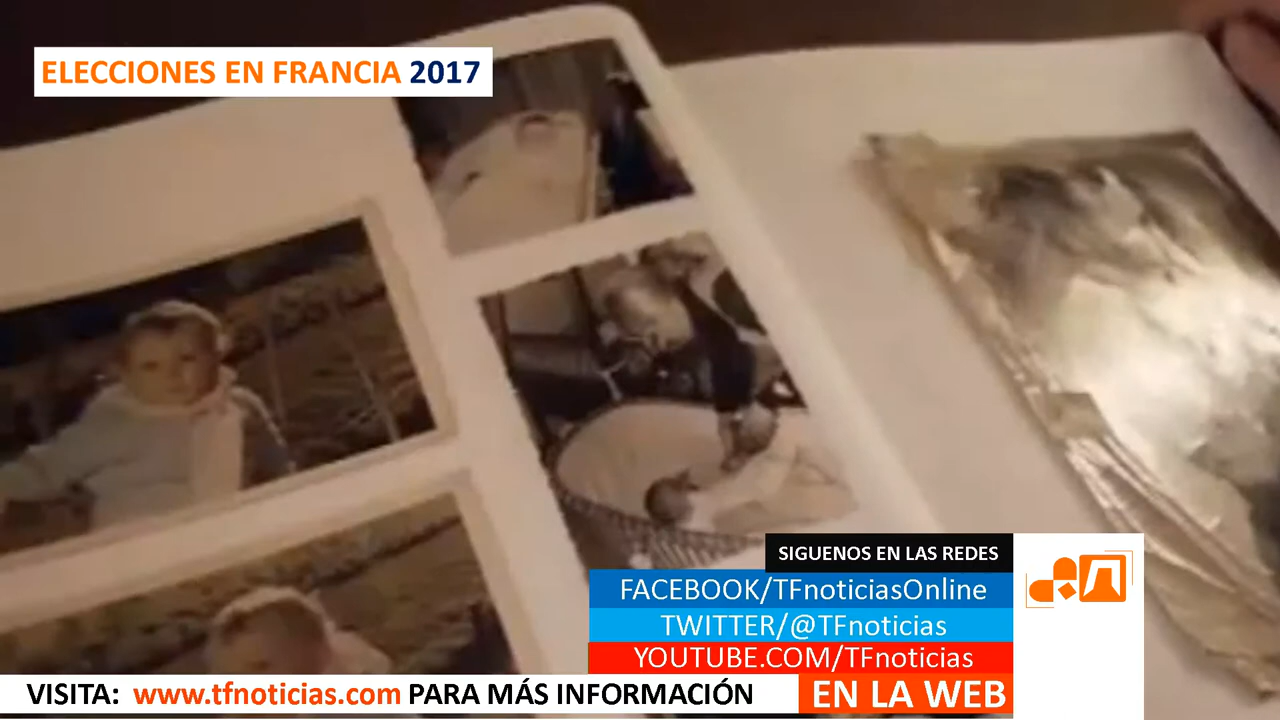 ELECCIONES EN FRANCIA 2017
SIGUENOS EN LAS REDES
FACEBOOK/TFnoticiasOnline
TWITTER/@TFnoticias
YOUTUBE.COM/TFnoticias
VISITA: www.tfnoticias.com PARA MÁS INFORMACIÓN
EN LA WEB